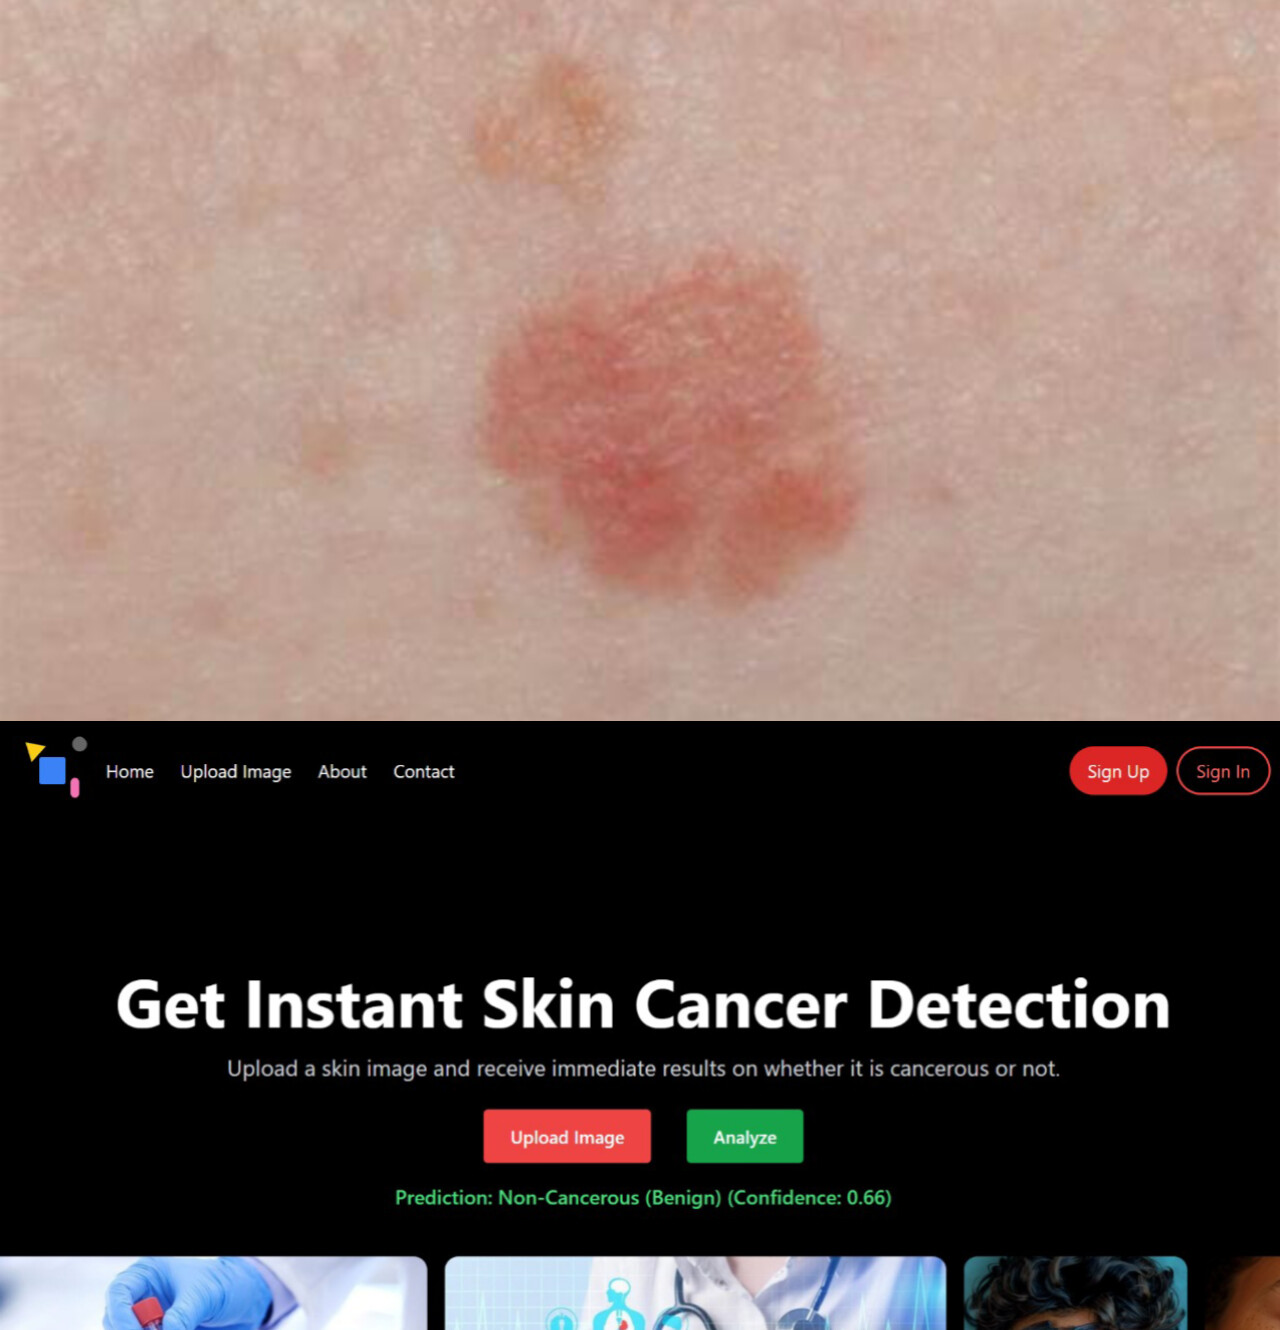 Home Upload Image About Contact Sign Up Sign In
Get Instant Skin Cancer Detection
Upload a skin image and receive immediate results on whether it is cancerous or not.
Upload Image Analyze
Prediction: Non-Cancerous (Benign) (Confidence: 0.66)